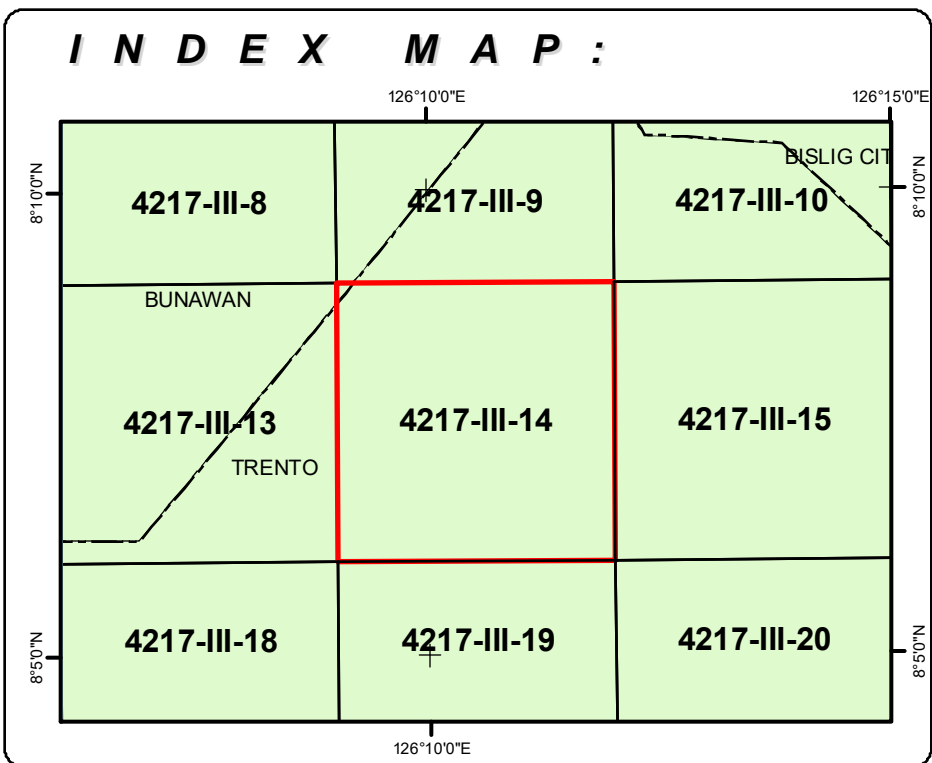 INDEX MAP:
126°10'0"E 126°15'0"E
BISLIG CIT
8°10'0"N 8°10'0"N
4217-III-8 4217-III-9 4217-III-10
BUNAWAN
4217-III-13 4217-III-14 4217-III-15
TRENTO
4217-III-18 4217-III-19 4217-III-20
8°5'0"N 8°5'0"N
126°10'0"E